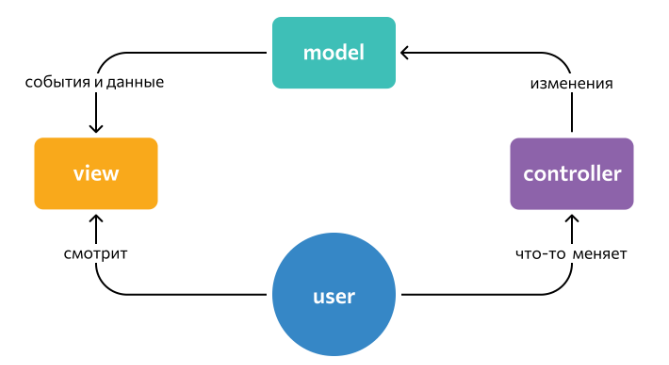 model
события и данные
изменения
view
controller
смотрит
что-то меняет
user